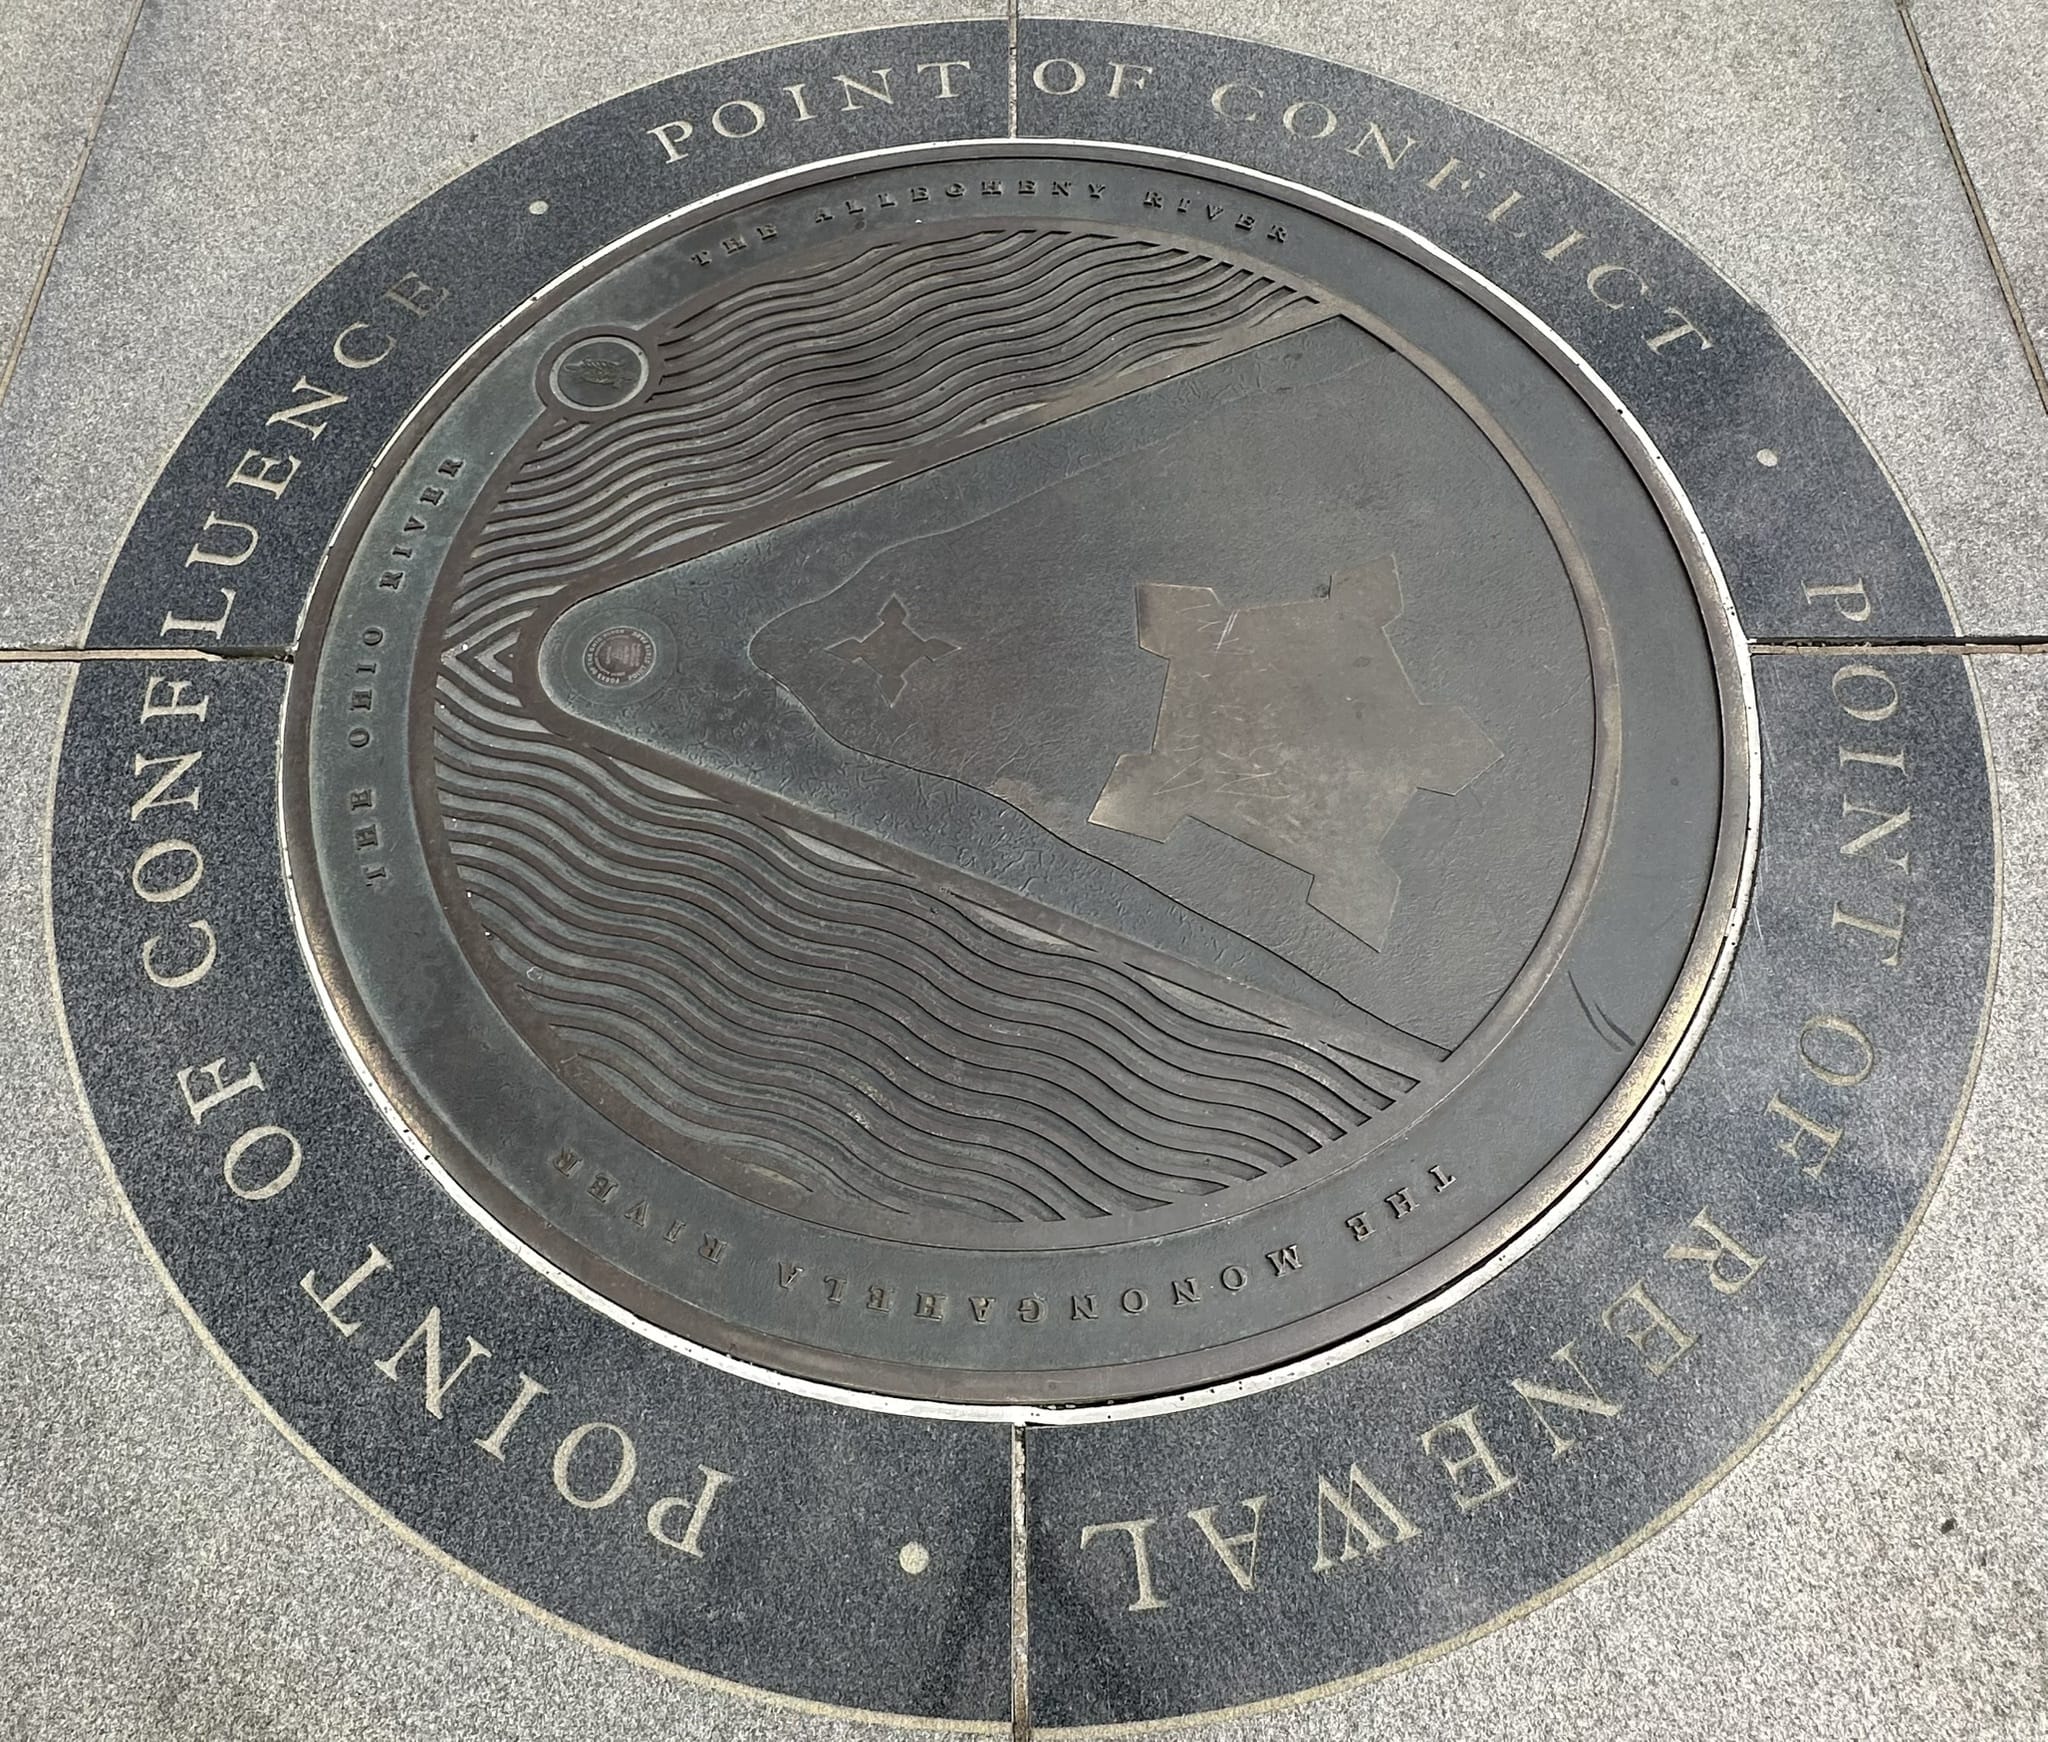 POINT OF CONFLUENCE • POINT OF CONFLICT • POINT OF RENEWAL •
THE ALLEGHENY RIVER
THE OHIO RIVER
THE MONONGAHELA RIVER